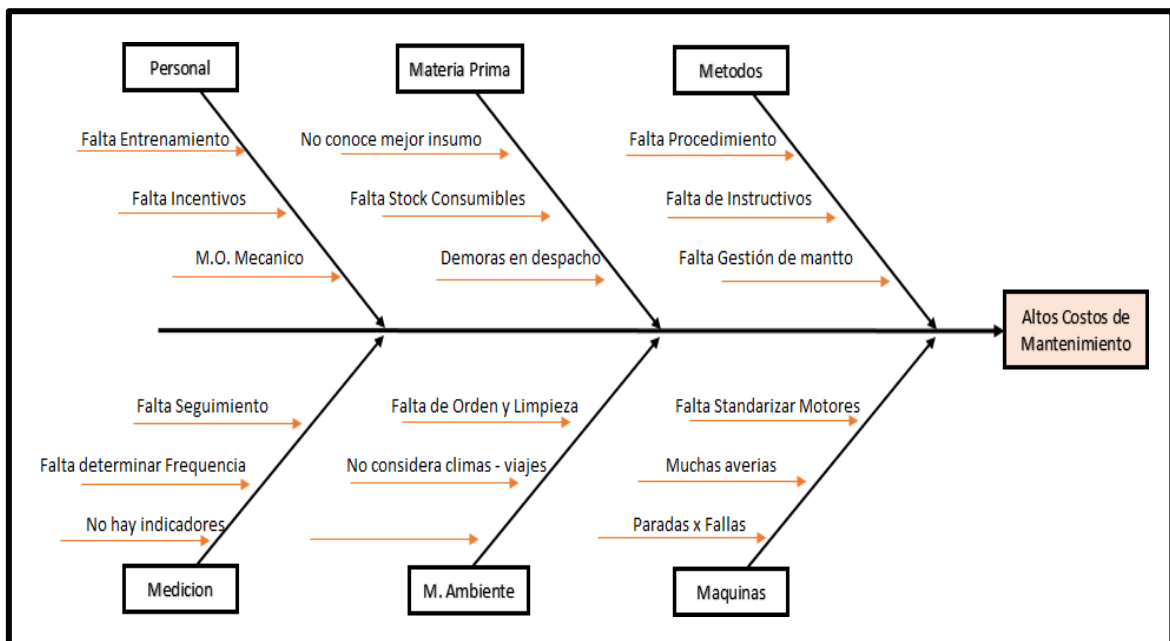 Personal
Materia Prima
Metodos
Falta Entrenamiento
No conoce mejor insumo
Falta Procedimiento
Falta Incentivos
Falta Stock Consumibles
Falta de Instructivos
M.O. Mecanico
Demoras en despacho
Falta Gestión de mantto
Altos Costos de
Mantenimiento
Falta Seguimiento
Falta de Orden y Limpieza
Falta Standarizar Motores
Falta determinar Frequencia
No considera climas - viajes
Muchas averias
No hay indicadores
Paradas x Fallas
Medicion
M. Ambiente
Maquinas